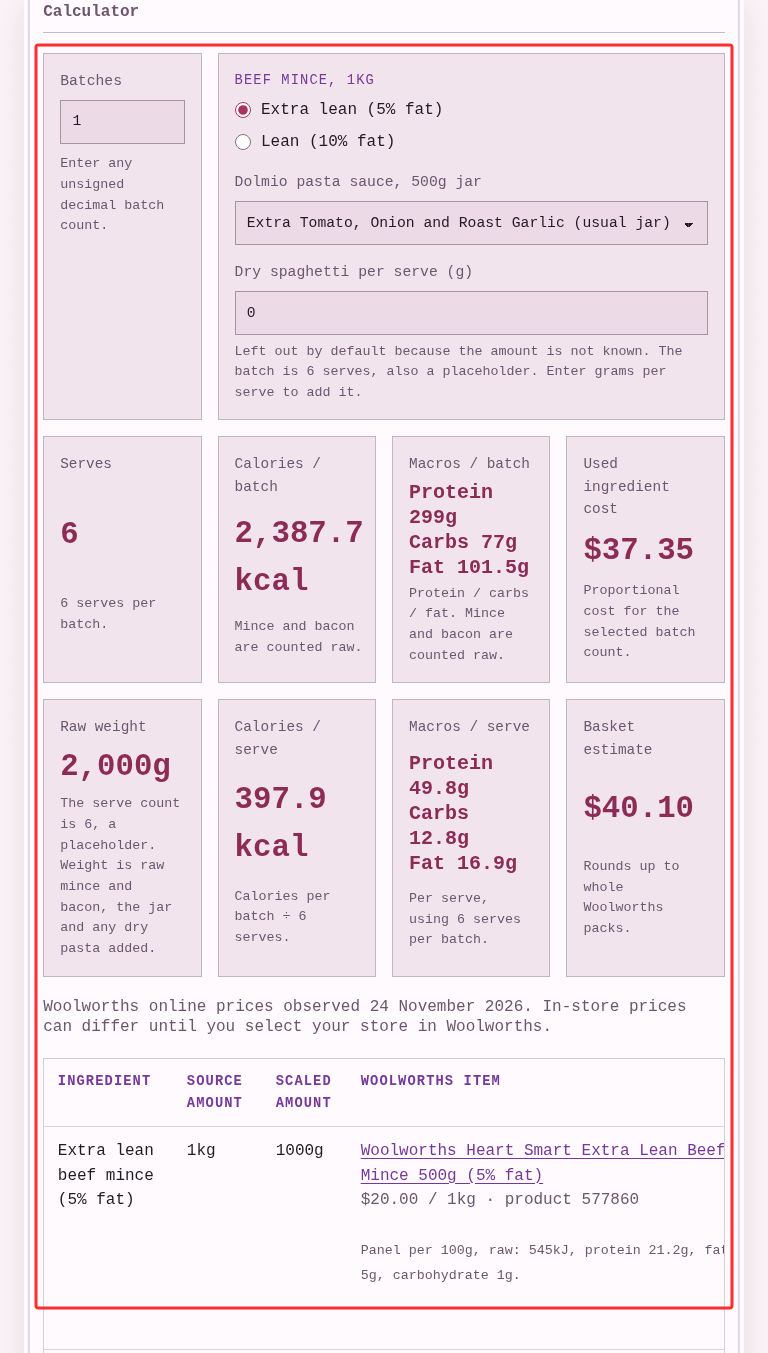 Calculator
Batches
1
Enter any
unsigned
decimal batch
count.
BEEF MINCE, 1KG
Extra lean (5% fat)
Lean (10% fat)
Dolmio pasta sauce, 500g jar
Extra Tomato, Onion and Roast Garlic (usual jar)
Dry spaghetti per serve (g)
0
Left out by default because the amount is not known. The
batch is 6 serves, also a placeholder. Enter grams per
serve to add it.
Serves
6
6 serves per
batch.
Calories /
batch
2,387.7
kcal
Mince and bacon
are counted raw.
Macros / batch
Protein
299g
Carbs 77g
Fat 101.5g
Protein / carbs
/ fat. Mince
and bacon are
counted raw.
Used
ingredient
cost
$37.35
Proportional
cost for the
selected batch
count.
Raw weight
2,000g
The serve count
is 6, a
placeholder.
Weight is raw
mince and
bacon, the jar
and any dry
pasta added.
Calories /
serve
397.9
kcal
Calories per
batch ÷ 6
serves.
Macros / serve
Protein
49.8g
Carbs
12.8g
Fat 16.9g
Per serve,
using 6 serves
per batch.
Basket
estimate
$40.10
Rounds up to
whole
Woolworths
packs.
Woolworths online prices observed 24 November 2026. In-store prices
can differ until you select your store in Woolworths.
INGREDIENT
SOURCE
AMOUNT
SCALED
AMOUNT
WOOLWORTHS ITEM
Extra lean
beef mince
(5% fat)
1kg
1000g
Woolworths Heart Smart Extra Lean Beef
Mince 500g (5% fat)
$20.00 / 1kg · product 577860
Panel per 100g, raw: 545kJ, protein 21.2g, fat
5g, carbohydrate 1g.